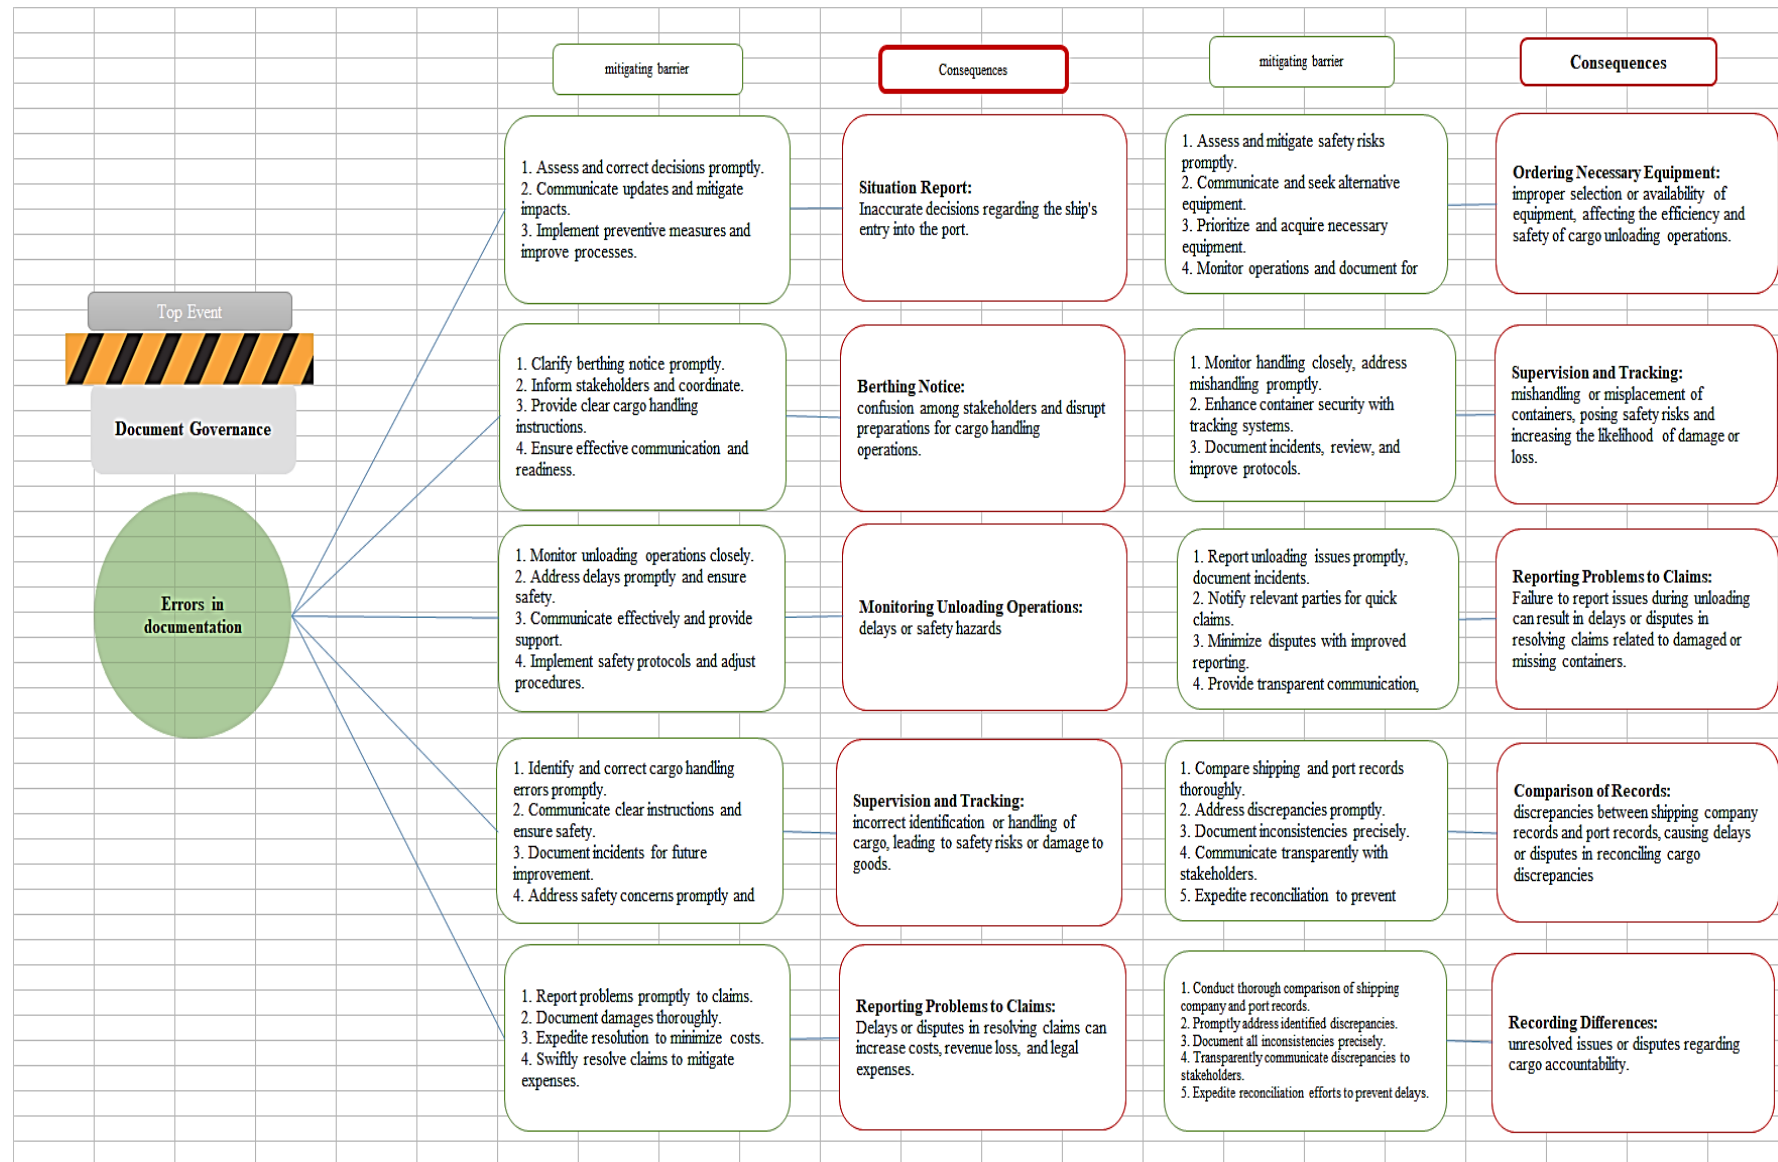 mitigating barrier
Consequences
mitigating barrier
Consequences
Top Event
Document Governance
Errors in
documentation
1. Assess and correct decisions promptly.
2. Communicate updates and mitigate
impacts.
3. Implement preventive measures and
improve processes.
Situation Report:
Inaccurate decisions regarding the ship's
entry into the port.
1. Assess and mitigate safety risks
promptly.
2. Communicate and seek alternative
equipment.
3. Prioritize and acquire necessary
equipment.
4. Monitor operations and document for
Ordering Necessary Equipment:
improper selection or availability of
equipment, affecting the efficiency and
safety of cargo unloading operations.
1. Clarify berthing notice promptly.
2. Inform stakeholders and coordinate.
3. Provide clear cargo handling
instructions.
4. Ensure effective communication and
readiness.
Berthing Notice:
confusion among stakeholders and disrupt
preparations for cargo handling
operations.
1. Monitor handling closely, address
mishandling promptly.
2. Enhance container security with
tracking systems.
3. Document incidents, review, and
improve protocols.
Supervision and Tracking:
mishandling or misplacement of
containers, posing safety risks and
increasing the likelihood of damage or
loss.
1. Monitor unloading operations closely.
2. Address delays promptly and ensure
safety.
3. Communicate effectively and provide
support.
4. Implement safety protocols and adjust
procedures.
Monitoring Unloading Operations:
delays or safety hazards
1. Report unloading issues promptly,
document incidents.
2. Notify relevant parties for quick
claims.
3. Minimize disputes with improved
reporting.
4. Provide transparent communication,
Reporting Problems to Claims:
Failure to report issues during unloading
can result in delays or disputes in
resolving claims related to damaged or
missing containers.
1. Identify and correct cargo handling
errors promptly.
2. Communicate clear instructions and
ensure safety.
3. Document incidents for future
improvement.
4. Address safety concerns promptly and
Supervision and Tracking:
incorrect identification or handling of
cargo, leading to safety risks or damage to
goods.
1. Compare shipping and port records
thoroughly.
2. Address discrepancies promptly.
3. Document inconsistencies precisely.
4. Communicate transparently with
stakeholders.
5. Expedite reconciliation to prevent
Comparison of Records:
discrepancies between shipping company
records and port records, causing delays
or disputes in reconciling cargo
discrepancies
1. Report problems promptly to claims.
2. Document damages thoroughly.
3. Expedite resolution to minimize costs.
4. Swiftly resolve claims to mitigate
expenses.
Reporting Problems to Claims:
Delays or disputes in resolving claims can
increase costs, revenue loss, and legal
expenses.
1. Conduct thorough comparison of shipping
company and port records.
2. Promptly address identified discrepancies.
3. Document all inconsistencies precisely.
4. Transparently communicate discrepancies to
stakeholders.
5. Expedite reconciliation efforts to prevent delays.
Recording Differences:
unresolved issues or disputes regarding
cargo accountability.